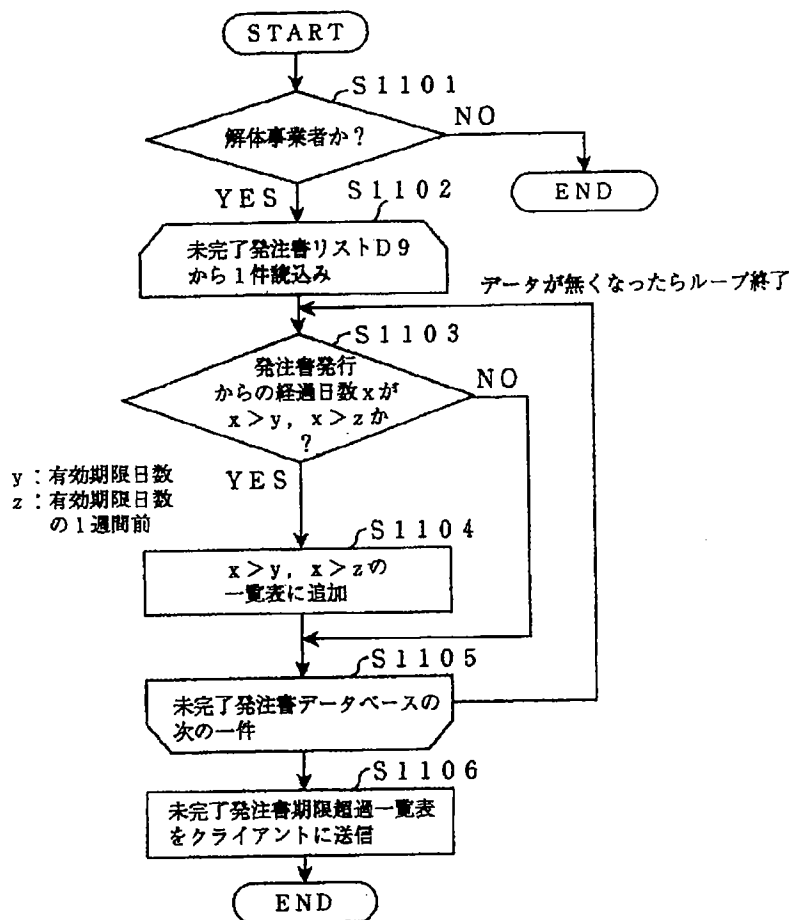 START
S1101
解体事業者か？
NO
END
YES
S1102
未完了発注書リストD9
から1件読込み
データが無くなったらループ終了
S1103
発注書発行
からの経過日数xが
x＞y，x＞zか
？
NO
YES
y：有効期限日数
z：有効期限日数
の1週間前
S1104
x＞y，x＞zの
一覧表に追加
S1105
未完了発注書データベースの
次の一件
S1106
未完了発注書期限超過一覧表
をクライアントに送信
END